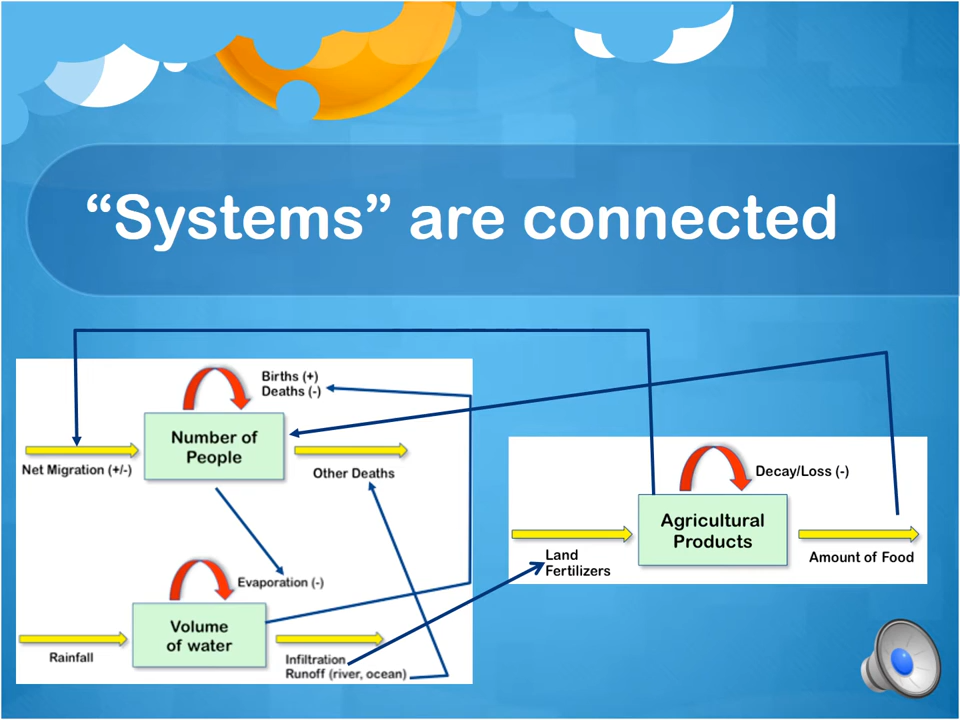 “Systems” are connected
Births (+)
Deaths (-)
Number of
People
Net Migration (+/-)
Other Deaths
Evaporation (-)
Volume
of water
Rainfall
Infiltration
Runoff (river, ocean)
Decay/Loss (-)
Agricultural
Products
Land
Fertilizers
Amount of Food